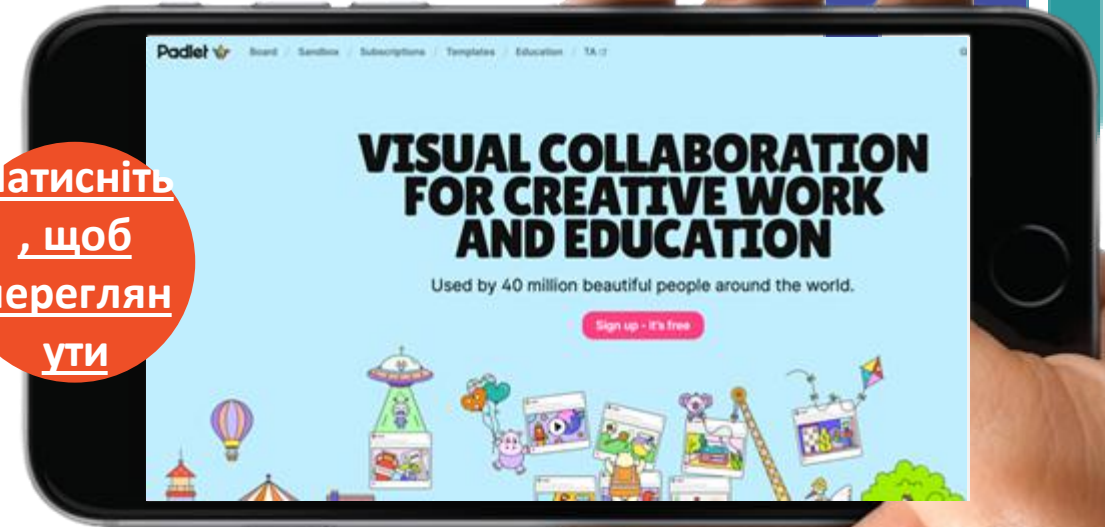 Padlet
Board / Sandbox / Subscriptions / Templates / Education / TA
VISUAL COLLABORATION
FOR CREATIVE WORK
AND EDUCATION
Used by 40 million beautiful people around the world.
Sign up - it's free
атисніть
, щоб
ереглян
ути